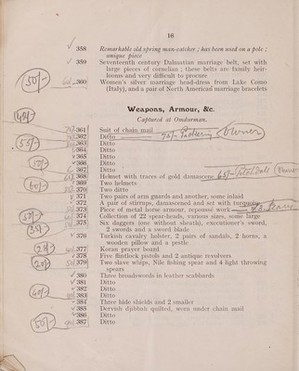 16
388 Remarkable old spring man-catcher; has been used on a pole;
unique piece
359 Seventeenth century Dalmatian marriage belt, set with
large pieces of cornelian; these belts are family heir-
looms and very difficult to procure
360 Women's silver marriage head-dress from Lake Como
(Italy), and a pair of North American marriage bracelets
Weapons, Armour, &c.
Captured at Omdurman.
361 Suit of chain mail
362 Ditto
363 Ditto
364 Ditto
365 Ditto
366 Ditto
367 Ditto
368 Helmet with traces of gold damascene
369 Two helmets
370 Two ditto
371 Two pairs of arm guards and another, some inlaid
372 A pair of stirrups, damascened and set with turquoise
373 Piece of metal horse armour, repoussé work
374 Collection of 22 spear-heads, various sizes, some large
375 Six daggers (one without sheath), executioner's sword,
2 swords and a sword blade
376 Turkish cavalry holster, 2 pairs of sandals, 2 horns, a
wooden pillow and a petle
377 Koran prayer board
378 Five flintlock pistols and 2 antique revolvers
379 Two slave whips, Nile fishing spear and 4 light throwing
spears
380 Three broadswords in leather scabbards
381 Ditto
382 Ditto
383 Ditto
384 Three hide shields and 2 smaller
385 Dervish djibbah quilted, worn under chain mail
386 Ditto
387 Ditto